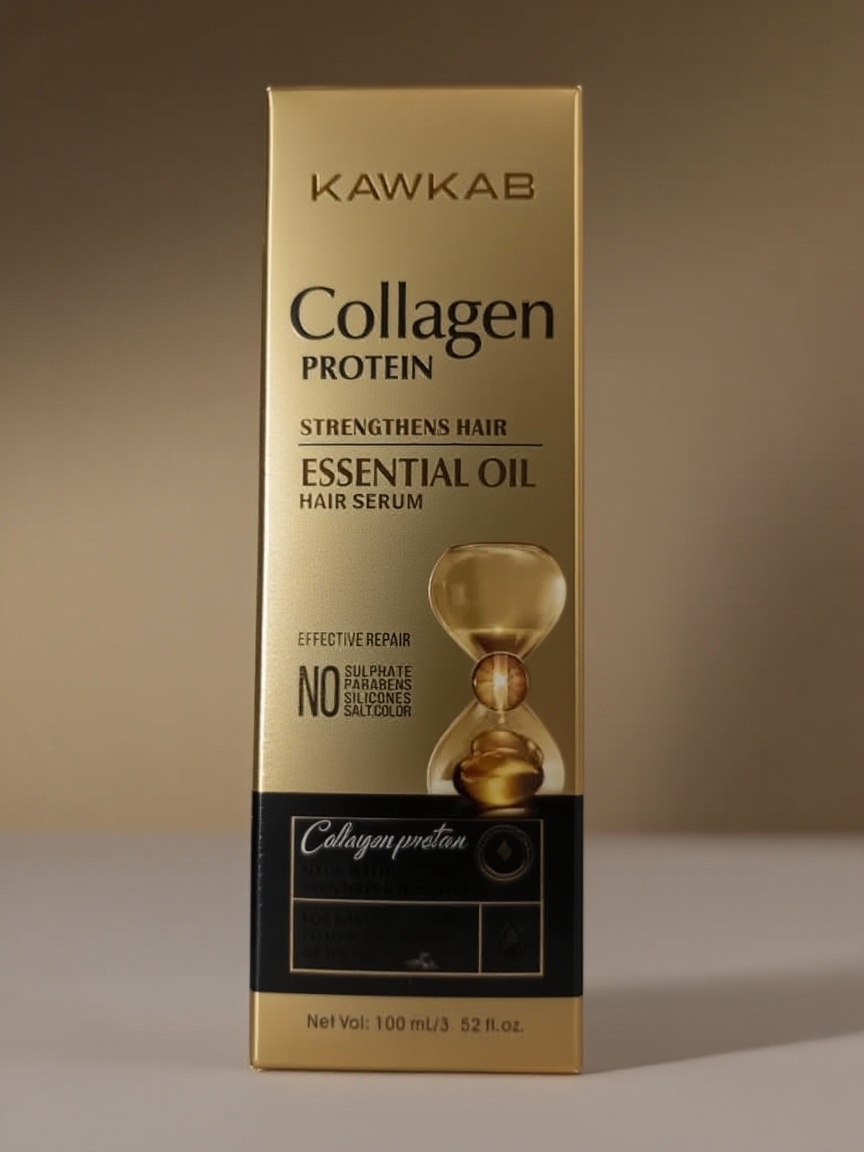 KAWKAB
Collagen
PROTEIN
STRENGTHENS HAIR
ESSENTIAL OIL
HAIR SERUM
EFFECTIVE REPAIR
NO
SULPHATE
PARABENS
SILICONES
SALT.COLOR
Collagen protein
Net Vol: 100 mL/3 52 fl.oz.